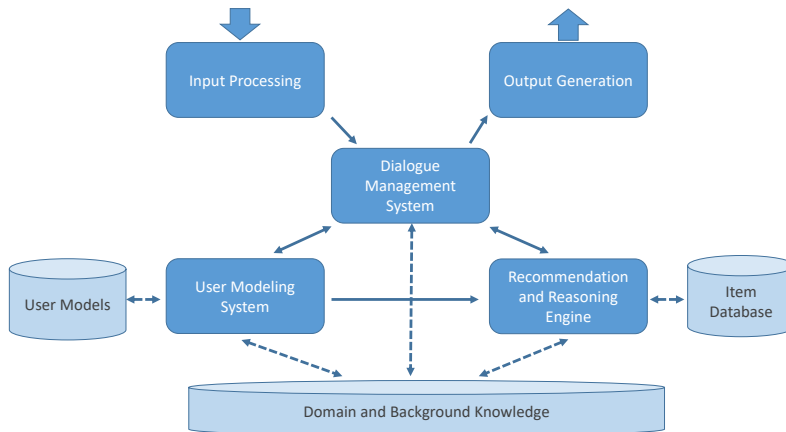 Input Processing
Output Generation
Dialogue
Management
System
User Models
User Modeling
System
Recommendation
and Reasoning
Engine
Item
Database
Domain and Background Knowledge